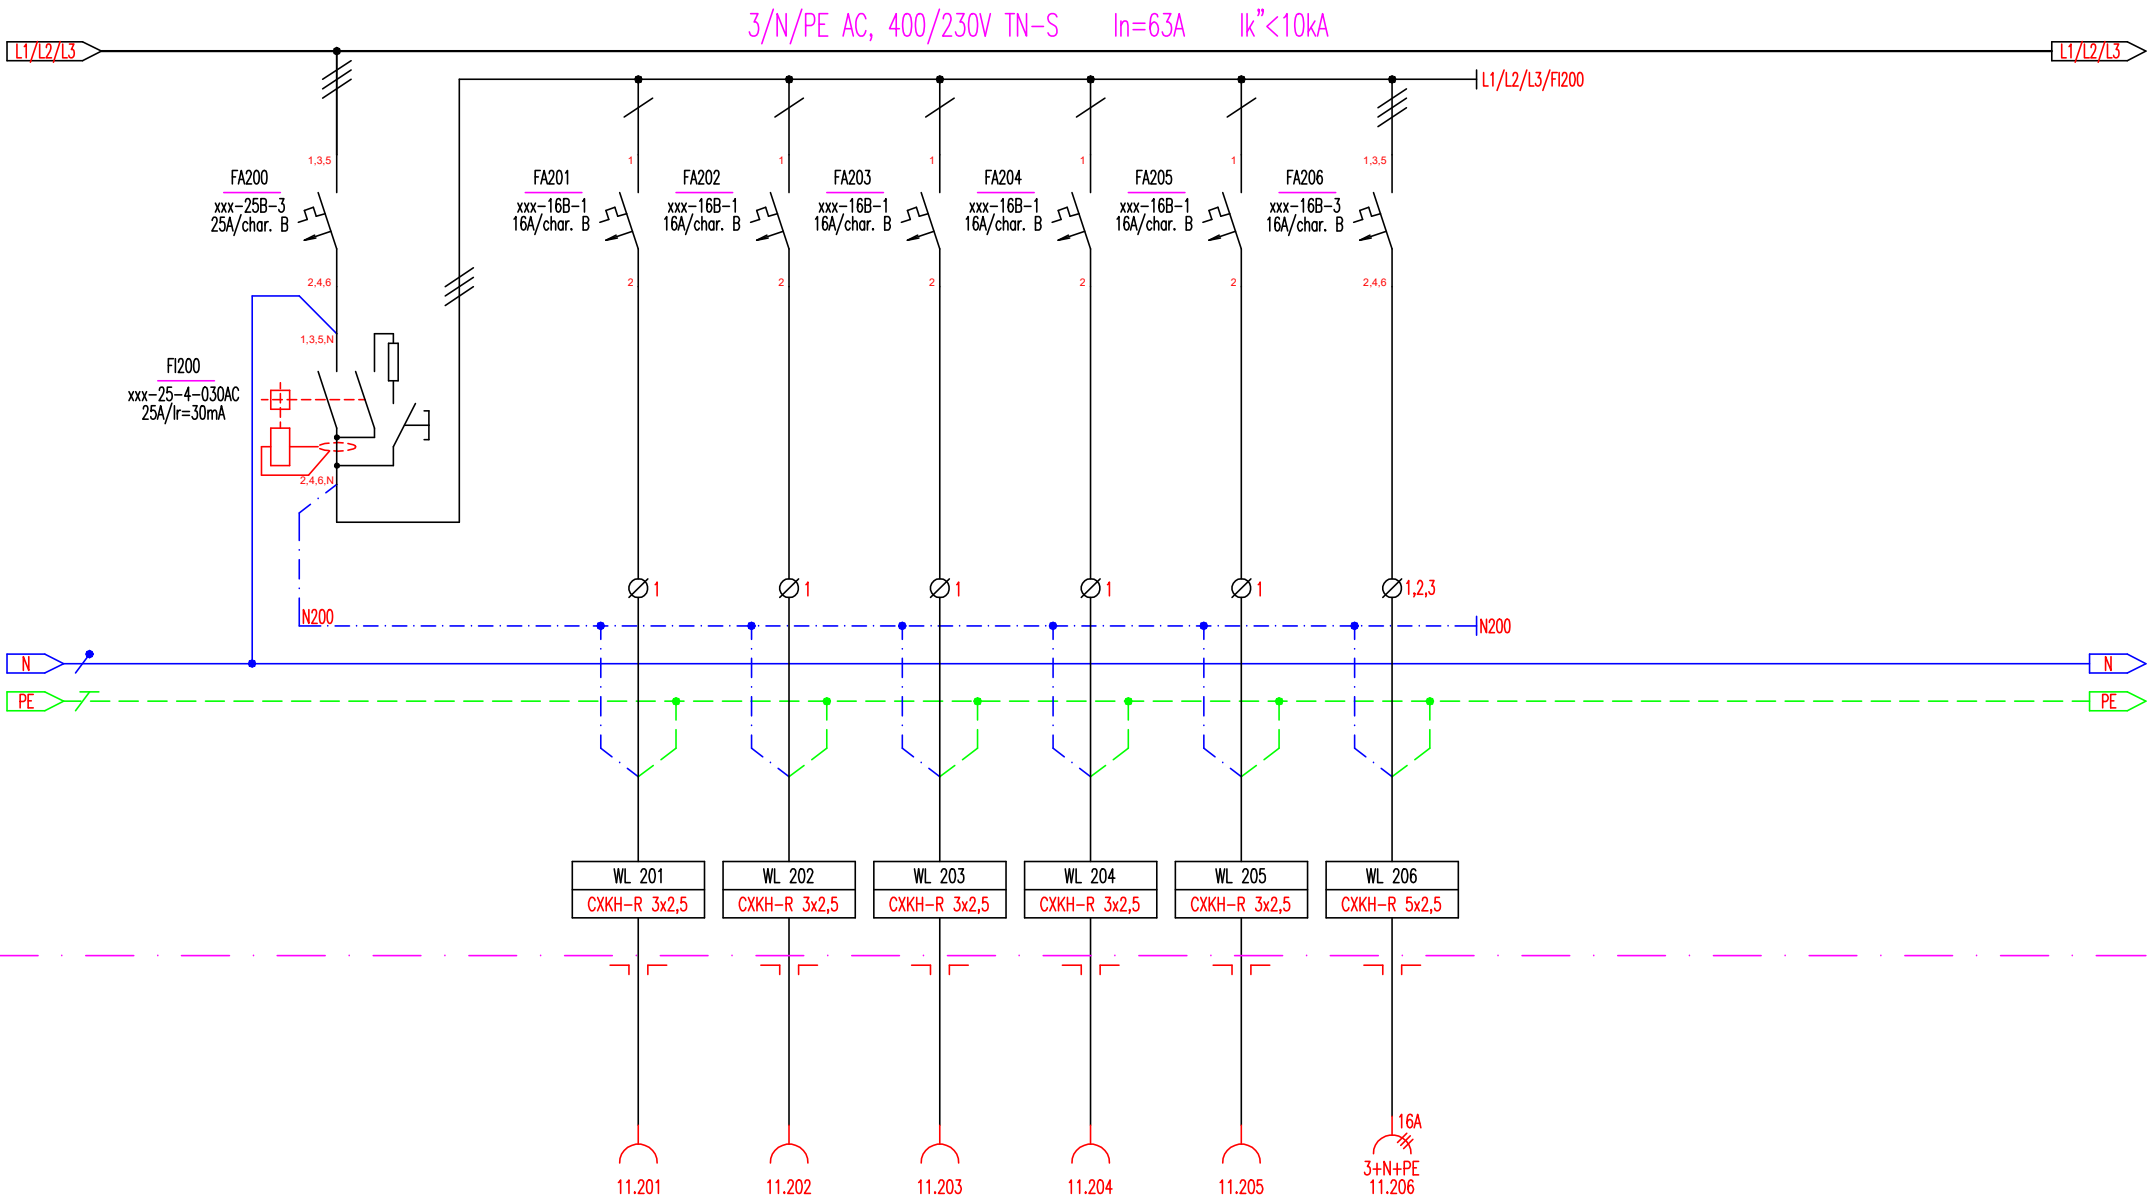 3/N/PE AC, 400/230V TN-S In=63A Ik"<10kA
L1/L2/L3 L1/L2/L3
L1/L2/L3/FI200
1,3,5 1 1 1 1 1 1,3,5
FA200 FA201 FA202 FA203 FA204 FA205 FA206
xxx-25B-3 xxx-16B-1 xxx-16B-1 xxx-16B-1 xxx-16B-1 xxx-16B-1 xxx-16B-3
25A/char. B 16A/char. B 16A/char. B 16A/char. B 16A/char. B 16A/char. B 16A/char. B
2,4,6 2 2 2 2 2 2,4,6
1,3,5,N
FI200
xxx-25-4-030AC
25A/Ir=30mA
2,4,6,N
1 1 1 1 1 1,2,3
N200 N200
N N
PE PE
WL 201 WL 202 WL 203 WL 204 WL 205 WL 206
CXKH-R 3x2,5 CXKH-R 3x2,5 CXKH-R 3x2,5 CXKH-R 3x2,5 CXKH-R 3x2,5 CXKH-R 5x2,5
16A
3+N+PE
11.201 11.202 11.203 11.204 11.205 11.206